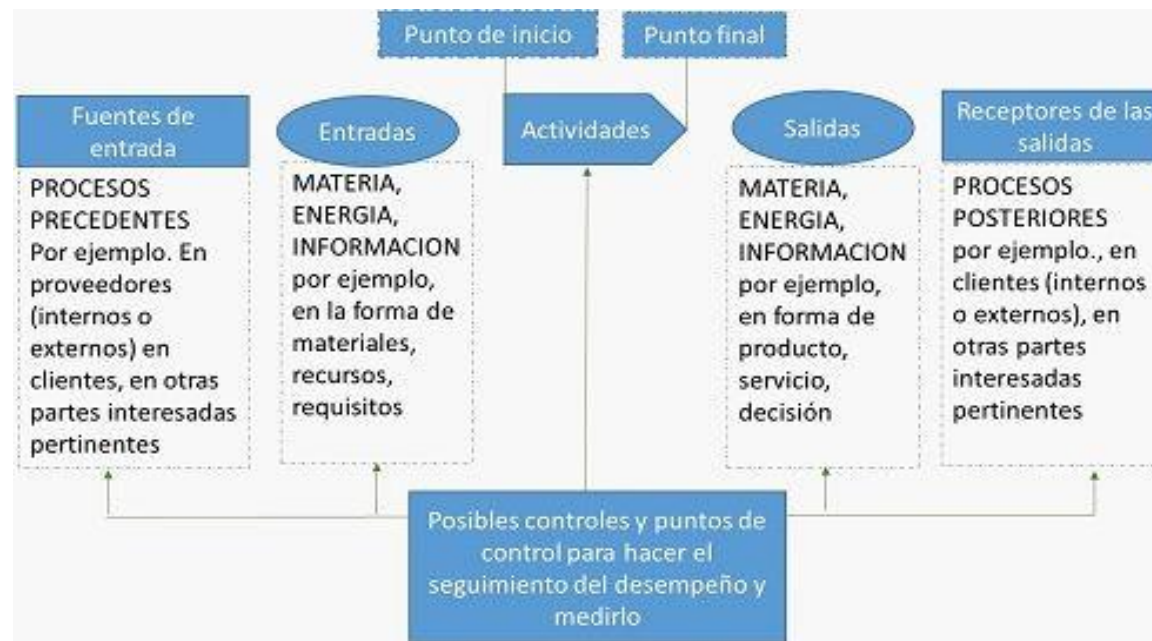 Punto de inicio
Punto final
Fuentes de
entrada
Entradas
Actividades
Salidas
Receptores de las
salidas
PROCESOS
PRECEDENTES
Por ejemplo. En
proveedores
(internos o
externos) en
clientes, en otras
partes interesadas
pertinentes
MATERIA,
ENERGIA,
INFORMACION
por ejemplo,
en la forma de
materiales,
recursos,
requisitos
MATERIA,
ENERGIA,
INFORMACION
por ejemplo,
en forma de
producto,
servicio,
decisión
PROCESOS
POSTERIORES
por ejemplo., en
clientes (internos
o externos), en
otras partes
interesadas
pertinentes
Posibles controles y puntos de
control para hacer el
seguimiento del desempeño y
medirlo